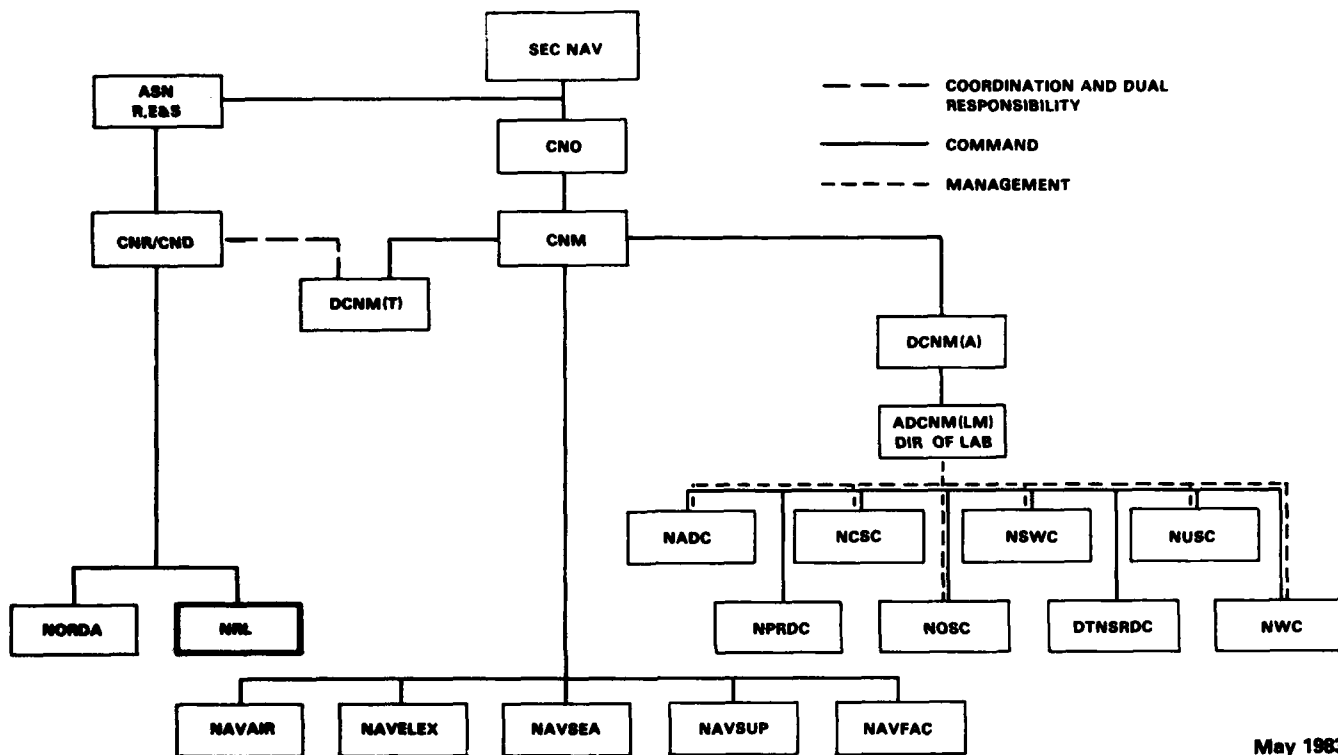 SEC NAV
ASN
R,E&S
CNO
COORDINATION AND DUAL
RESPONSIBILITY
COMMAND
MANAGEMENT
CNR/CND
CNM
DCNM(T)
DCNM(A)
ADCNM(LM)
DIR OF LAB
NADC
NCSC
NSWC
NUSC
NORDA
NRL
NPRDC
NOSC
DTNSRDC
NWC
NAVAIR
NAVELEX
NAVSEA
NAVSUP
NAVFAC
May 1983